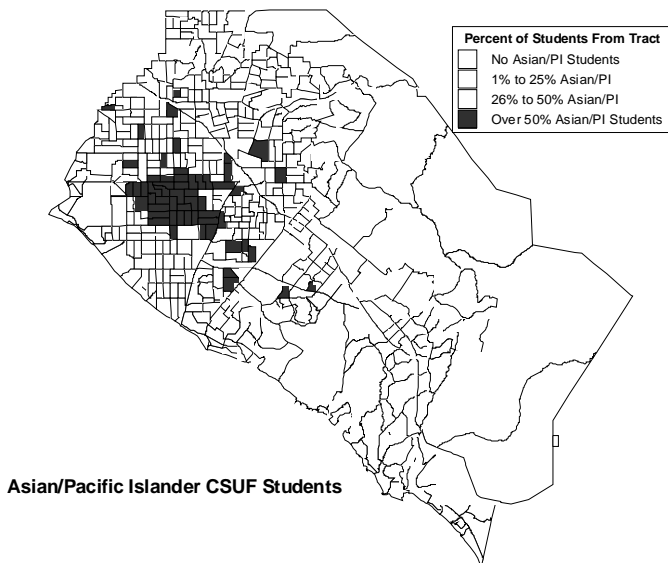 Percent of Students From Tract
No Asian/PI Students
1% to 25% Asian/PI
26% to 50% Asian/PI
Over 50% Asian/PI Students
Asian/Pacific Islander CSUF Students